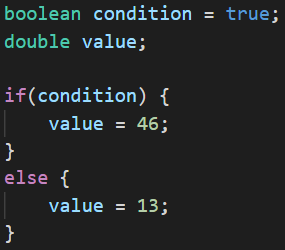 boolean condition = true;
double value;

if(condition) {
    value = 46;
}
else {
    value = 13;
}